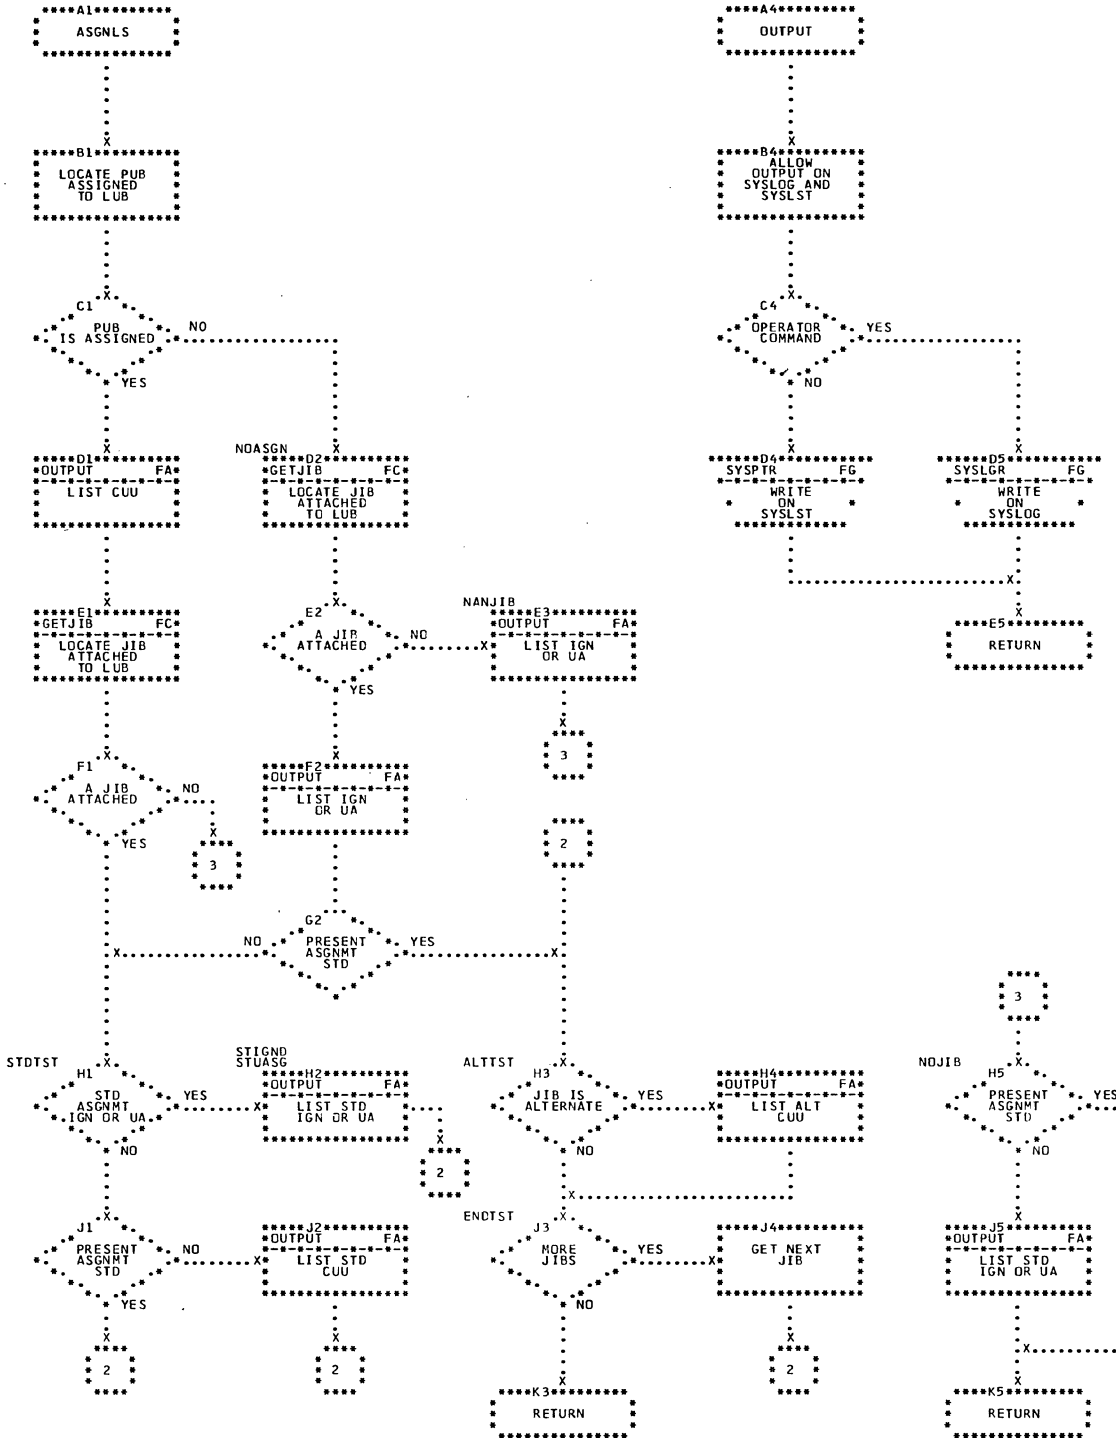 A1
ASGNLS
B1
LOCATE PUB
ASSIGNED
TO LUB
C1
PUB
IS ASSIGNED
NO
YES
D1
OUTPUT FA
LIST CUU
NOASGN
D2
GETJIB FC
LOCATE JIB
ATTACHED
TO LUB
E1
GETJIB FC
LOCATE JIB
ATTACHED
TO LUB
E2
A JIB
ATTACHED
NO
YES
NANJIB
E3
OUTPUT FA
LIST IGN
OR UA
3
F1
A JIB
ATTACHED
NO
YES
3
F2
OUTPUT FA
LIST IGN
OR UA
2
G2
PRESENT
ASGNMT
STD
NO
YES
STDTST
H1
STD
ASGNMT
IGN OR UA
YES
NO
STIGND
STUASG
H2
OUTPUT FA
LIST STD
IGN OR UA
2
ALTTST
H3
JIB IS
ALTERNATE
YES
NO
H4
OUTPUT FA
LIST ALT
CUU
J1
PRESENT
ASGNMT
STD
NO
YES
2
J2
OUTPUT FA
LIST STD
CUU
2
ENDTST
J3
MORE
JIBS
YES
NO
J4
GET NEXT
JIB
2
K3
RETURN
A4
OUTPUT
B4
ALLOW
OUTPUT ON
SYSLOG AND
SYSLST
C4
OPERATOR
COMMAND
YES
NO
D4
SYSPTR FG
WRITE
ON
SYSLST
D5
SYSLGR FG
WRITE
ON
SYSLOG
E5
RETURN
3
NOJIB
H5
PRESENT
ASGNMT
STD
YES
NO
J5
OUTPUT FA
LIST STD
IGN OR UA
K5
RETURN